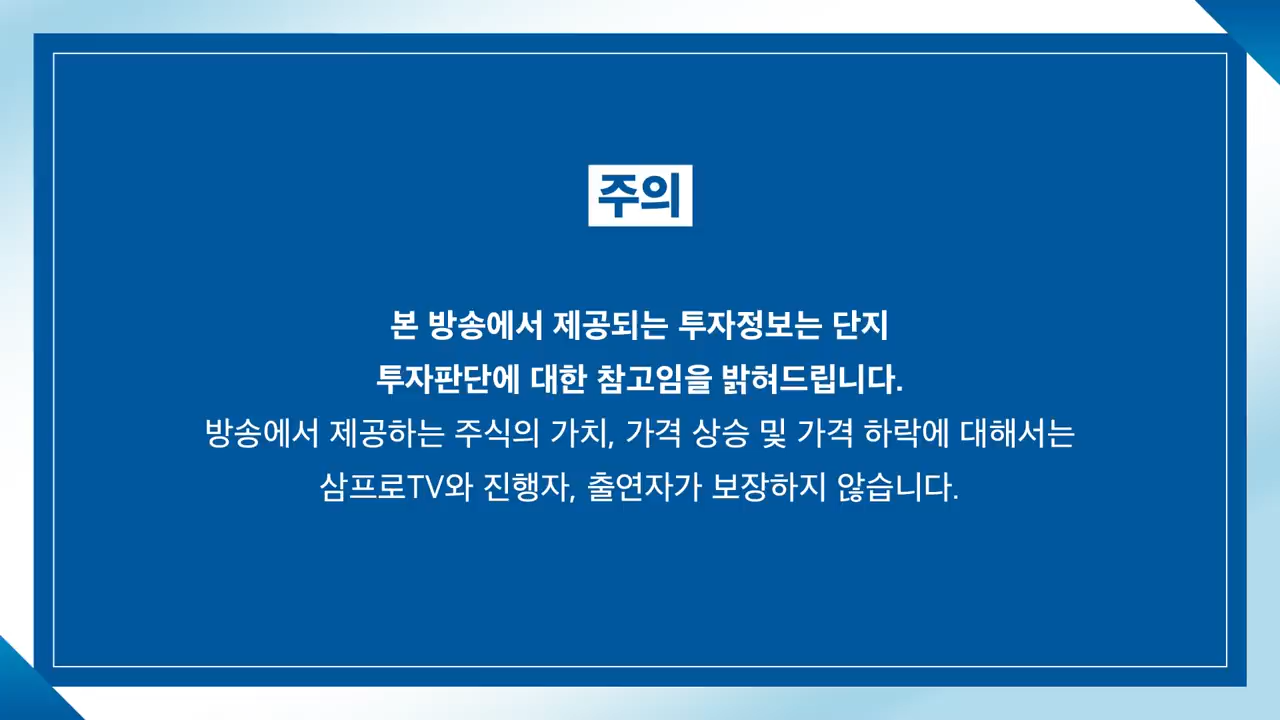 주의
본 방송에서 제공되는 투자정보는 단지
투자판단에 대한 참고임을 밝혀드립니다.
방송에서 제공하는 주식의 가치, 가격 상승 및 가격 하락에 대해서는
삼프로TV와 진행자, 출연자가 보장하지 않습니다.